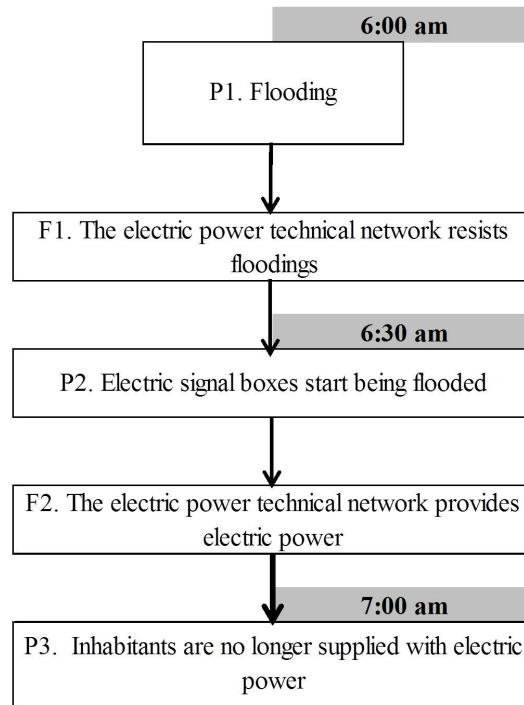 6:00 am
P1. Flooding
F1. The electric power technical network resists
floodings
6:30 am
P2. Electric signal boxes start being flooded
F2. The electric power technical network provides
electric power
7:00 am
P3. Inhabitants are no longer supplied with electric
power